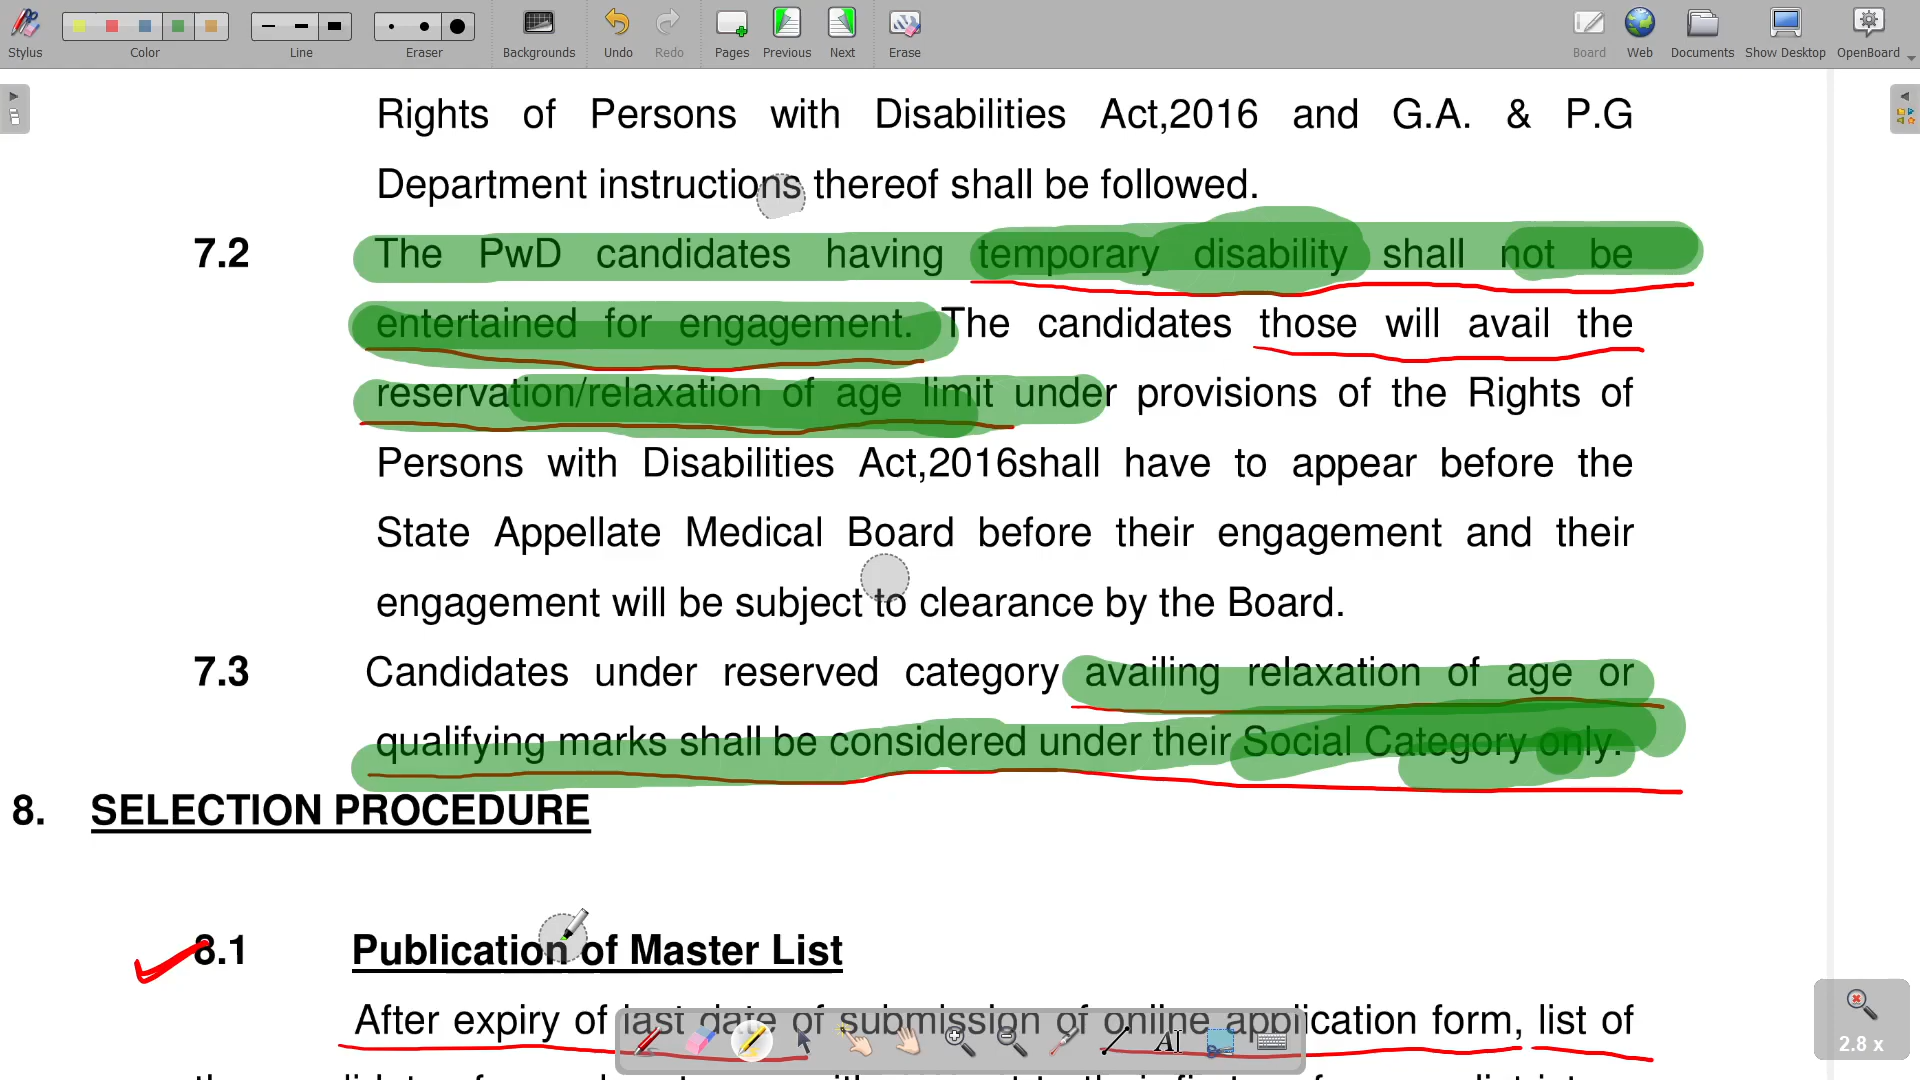 Stylus Color Line Eraser Backgrounds Undo Redo Pages Previous Next Erase Board Web Documents Show Desktop OpenBoard
Rights of Persons with Disabilities Act,2016 and G.A. & P.G
Department instructions thereof shall be followed.
7.2 The PwD candidates having temporary disability shall not be
entertained for engagement. The candidates those will avail the
reservation/relaxation of age limit under provisions of the Rights of
Persons with Disabilities Act,2016shall have to appear before the
State Appellate Medical Board before their engagement and their
engagement will be subject to clearance by the Board.
7.3 Candidates under reserved category availing relaxation of age or
qualifying marks shall be considered under their Social Category only.
8. SELECTION PROCEDURE
8.1 Publication of Master List
After expiry of last date of submission of online application form, list of
2.8 x